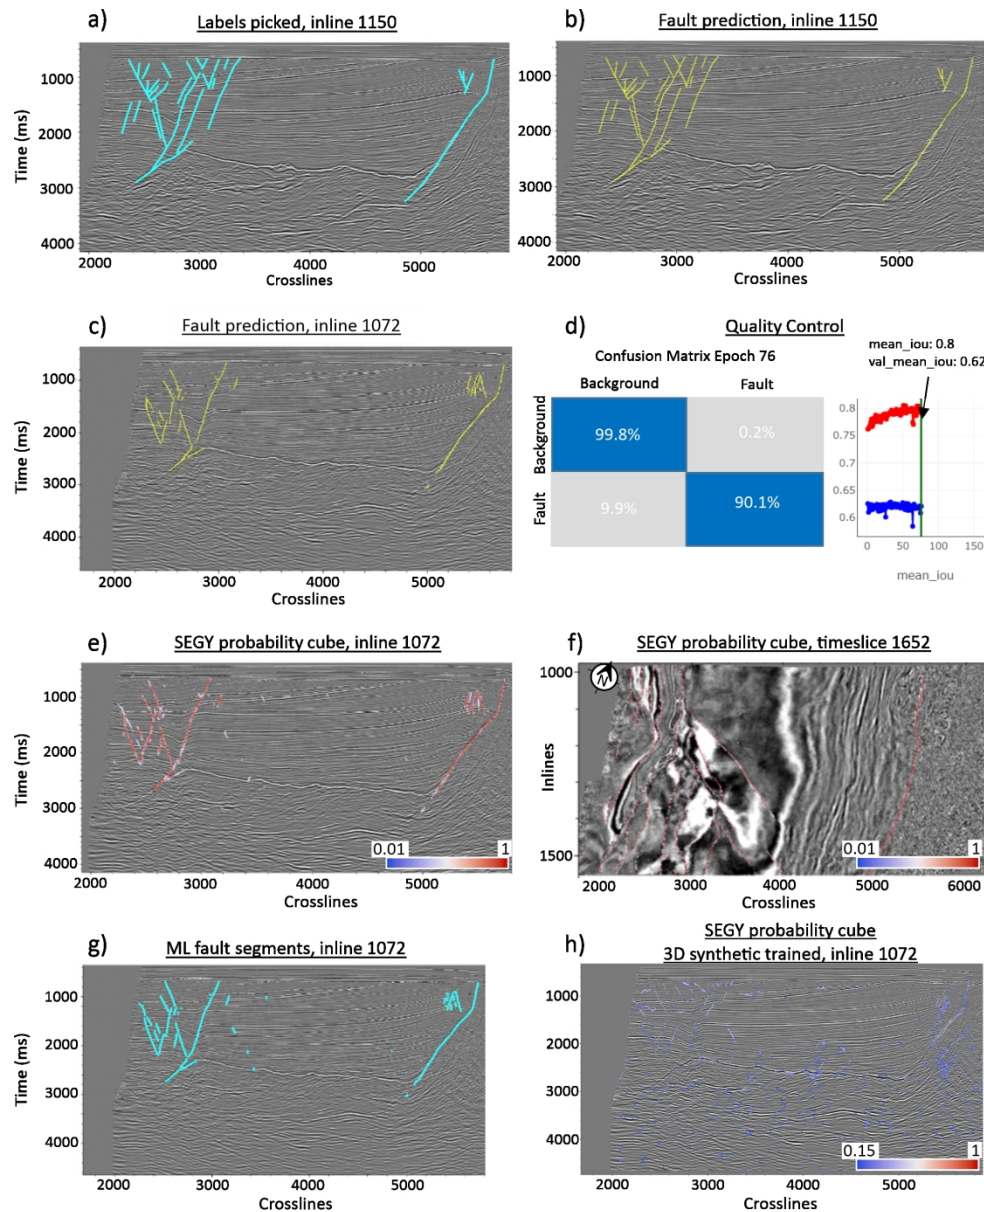 a) Labels picked, inline 1150
Time (ms)
1000
2000
3000
4000
2000 3000 4000 5000
Crosslines
b) Fault prediction, inline 1150
Time (ms)
1000
2000
3000
4000
2000 3000 4000 5000
Crosslines
c) Fault prediction, inline 1072
Time (ms)
1000
2000
3000
4000
2000 3000 4000 5000
Crosslines
d) Quality Control
mean_iou: 0.8
val_mean_iou: 0.62
Confusion Matrix Epoch 76
Background Fault
Background
99.8% 0.2%
Fault
9.9% 90.1%
0.8
0.75
0.7
0.65
0.6
0 50 100 150
mean_iou
e) SEGY probability cube, inline 1072
Time (ms)
1000
2000
3000
4000
0.01 1
2000 3000 4000 5000
Crosslines
f) SEGY probability cube, timeslice 1652
N
Inlines
1000
1500
0.01 1
2000 3000 4000 5000 6000
Crosslines
g) ML fault segments, inline 1072
Time (ms)
1000
2000
3000
4000
2000 3000 4000 5000
Crosslines
h) SEGY probability cube
3D synthetic trained, inline 1072
Time (ms)
1000
2000
3000
4000
0.15 1
2000 3000 4000 5000
Crosslines